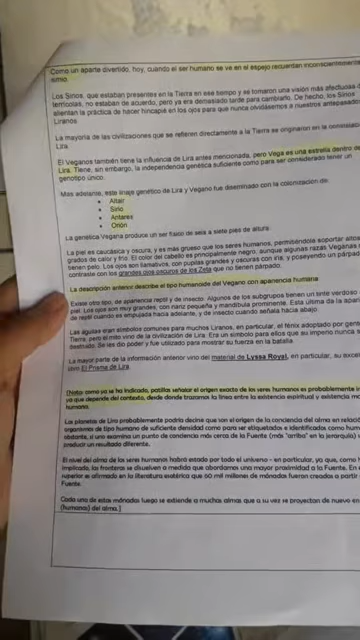 Como un aparte divertido, hoy, cuando el ser humano se ve en el espejo recuerdan inconscientemente
simio.
Los Sirios, que estaban presentes en la Tierra en ese tiempo y se tomaron una visión más afectuosa
terrícolas, no estaban de acuerdo, pero ya era demasiado tarde para cambiarlo. De hecho, los Sirios
alientan la práctica de hacer hincapié en los ojos para que nunca olvidásemos a nuestros antepasados
Liranos.
La mayoría de las civilizaciones que se refieren directamente a la Tierra se originaron en la constelación
Lira.
El Veganos también tiene la influencia de Lira antes mencionada, pero Vega es una estrella dentro de
Lira. Tiene, sin embargo, la independencia genética suficiente como para ser considerado tener un
genotipo único.
Más adelante, este linaje genético de Lira y Vegano fue diseminado con la colonización de:
• Altair
• Sirio
• Antares
• Orión
La genética Vegana produce un ser físico de seis a siete pies de altura.
La piel es caucásica y oscura, y es más grueso que los seres humanos, permitiéndole soportar altos
grados de calor y frío. El color del cabello es principalmente negro, aunque algunas razas Veganas
tienen pelo. Los ojos son llamativos, con pupilas grandes y oscuras con iris, y poseyendo un párpado
contraste con los grandes ojos oscuros de los Zeta que no tienen párpado.
La descripción anterior describe el tipo humanoide del Vegano con apariencia humana.
Existe otro tipo, de apariencia reptil y de insecto. Algunos de los subgrupos tienen un tinte verdoso
piel. Los ojos son muy grandes, con nariz pequeña y mandíbula prominente. Esta última da la apariencia
de reptil cuando es empujada hacia adelante, y de insecto cuando señala hacia abajo.
Las águilas eran símbolos comunes para muchos Liranos, en particular, el fénix adoptado por gente
Tierra, pero el mito vino de la civilización de Lira. Era un símbolo para ellos que su imperio nunca
destruido. Se les dio poder y fue utilizado para mostrar su fuerza en la batalla.
La mayor parte de la información anterior vino del material de Lyssa Royal, en particular, su
libro El Prisma de Lira.
(Nota: como ya se ha indicado, patillas señalar el origen exacto de los seres humanos es probablemente
ya que depende del contexto, desde donde trazamos la línea entre la existencia espiritual y existencia
humana.
Los planetas de Lira probablemente podría decirse que son el origen de la conciencia del alma en relación
organismos de tipo humano de suficiente densidad como para ser etiquetados e identificados como
obstante, si uno examina un punto de conciencia más cerca de la Fuente (más "arriba" en la jerarquía)
producir un resultado diferente.
El nivel del alma de los seres humanos habrá estado por todo el universo - en particular, ya que, como
implicado, las fronteras se disuelven a medida que abordamos una mayor proximidad a la Fuente. En
superior es afirmado en la literatura esotérica que 60 mil millones de mónadas fueron creadas a partir
Fuente.
Cada una de estas mónadas luego se extiende a muchas almas que a su vez se proyectan de nuevo en
(humanos) del alma.]